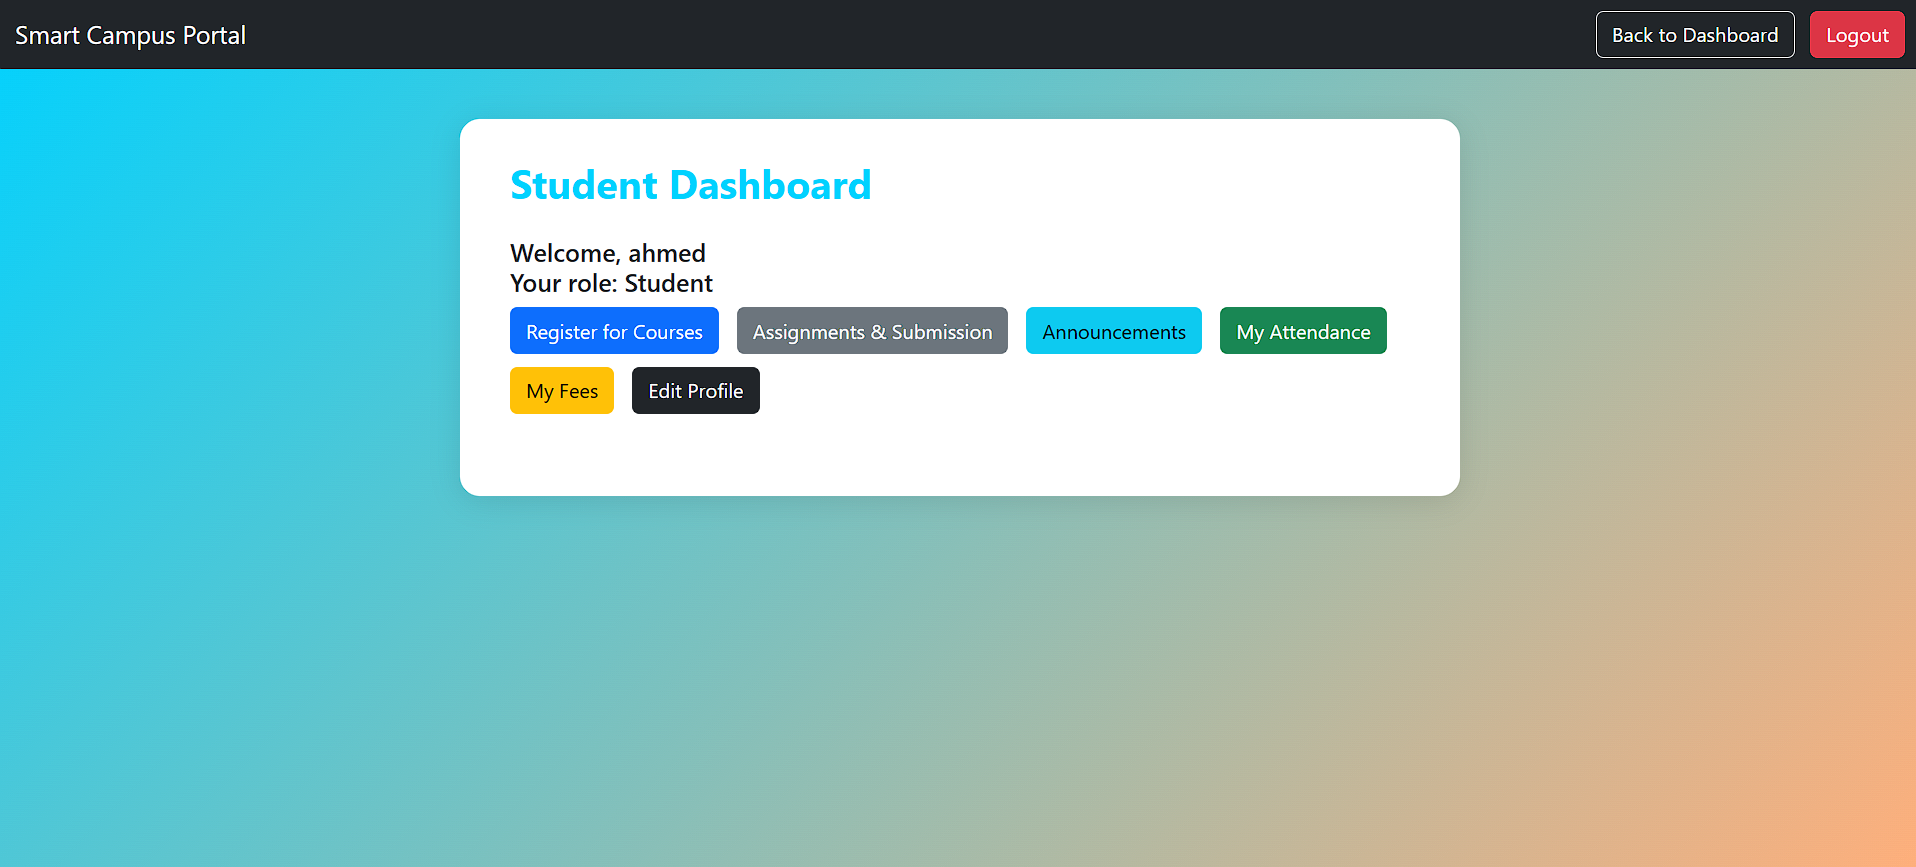 Smart Campus Portal Back to Dashboard Logout
Student Dashboard
Welcome, ahmed
Your role: Student
Register for Courses Assignments & Submission Announcements My Attendance
My Fees Edit Profile